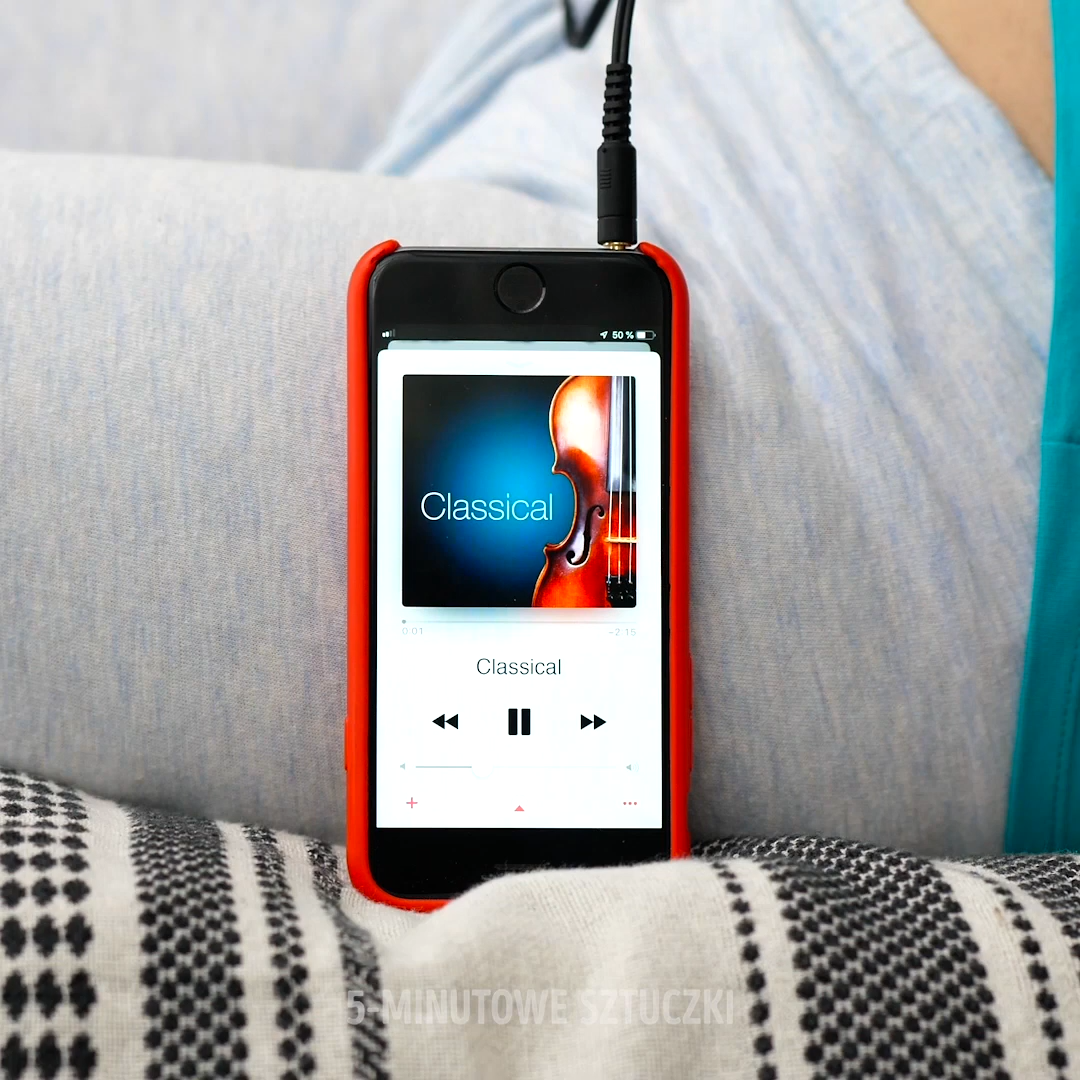 50 %
Classical
0:01
-2:15
Classical
5-MINUTOWE SZTUCZKI